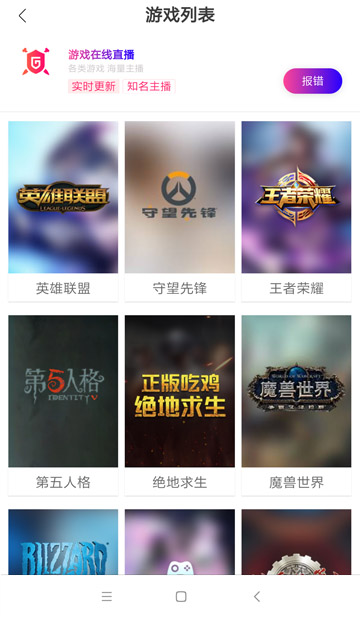 游戏列表
游戏在线直播
各类游戏 海量主播
实时更新 知名主播
报错
英雄联盟
LEAGUE·LEGENDS
守望先锋
王者荣耀
英雄联盟 守望先锋 王者荣耀
第5人格
IDENTITY V
正版吃鸡
绝地求生
WORLD OF WARCRAFT
魔兽世界
第五人格 绝地求生 魔兽世界
BLIZZARD